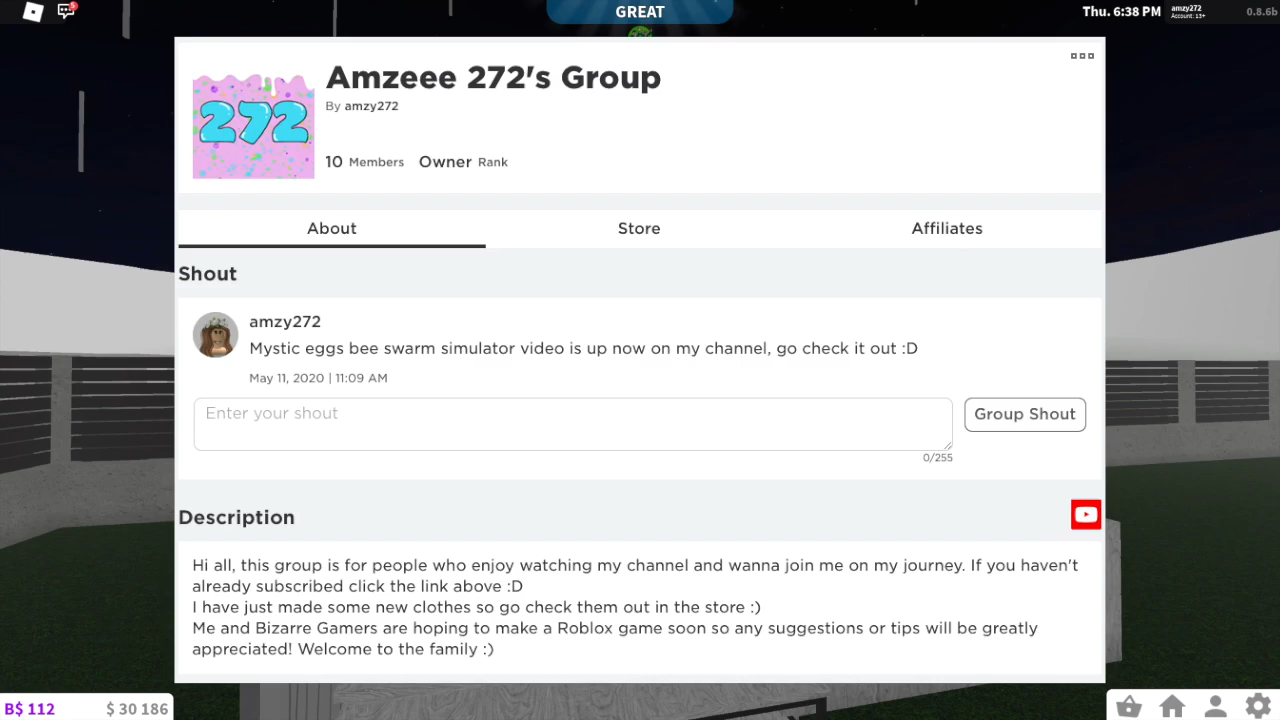 5
GREAT
Thu. 6:38 PM
amzy272
Account: 13+
0.8.6b
272
Amzeee 272's Group
By amzy272
10 Members Owner Rank
About Store Affiliates
Shout
amzy272
Mystic eggs bee swarm simulator video is up now on my channel, go check it out :D
May 11, 2020 | 11:09 AM
Enter your shout
Group Shout
0/255
Description
Hi all, this group is for people who enjoy watching my channel and wanna join me on my journey. If you haven't
already subscribed click the link above :D
I have just made some new clothes so go check them out in the store :)
Me and Bizarre Gamers are hoping to make a Roblox game soon so any suggestions or tips will be greatly
appreciated! Welcome to the family :)
B$ 112 $ 30 186